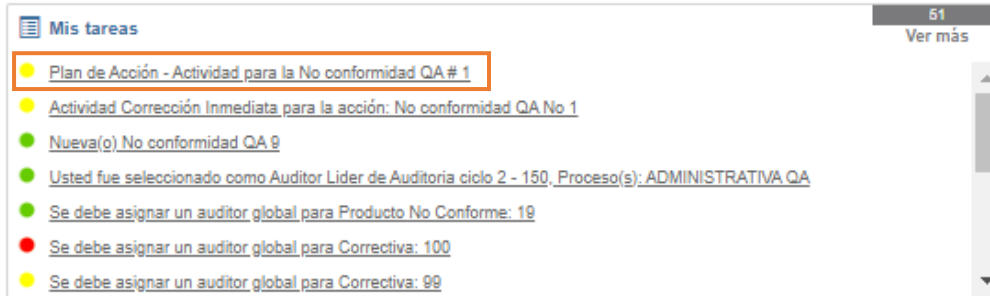 Mis tareas
51
Ver más
Plan de Acción - Actividad para la No conformidad QA # 1
Actividad Corrección Inmediata para la acción: No conformidad QA No 1
Nueva(o) No conformidad QA 9
Usted fue seleccionado como Auditor Lider de Auditoria ciclo 2 - 150, Proceso(s): ADMINISTRATIVA QA
Se debe asignar un auditor global para Producto No Conforme: 19
Se debe asignar un auditor global para Correctiva: 100
Se debe asignar un auditor global para Correctiva: 99